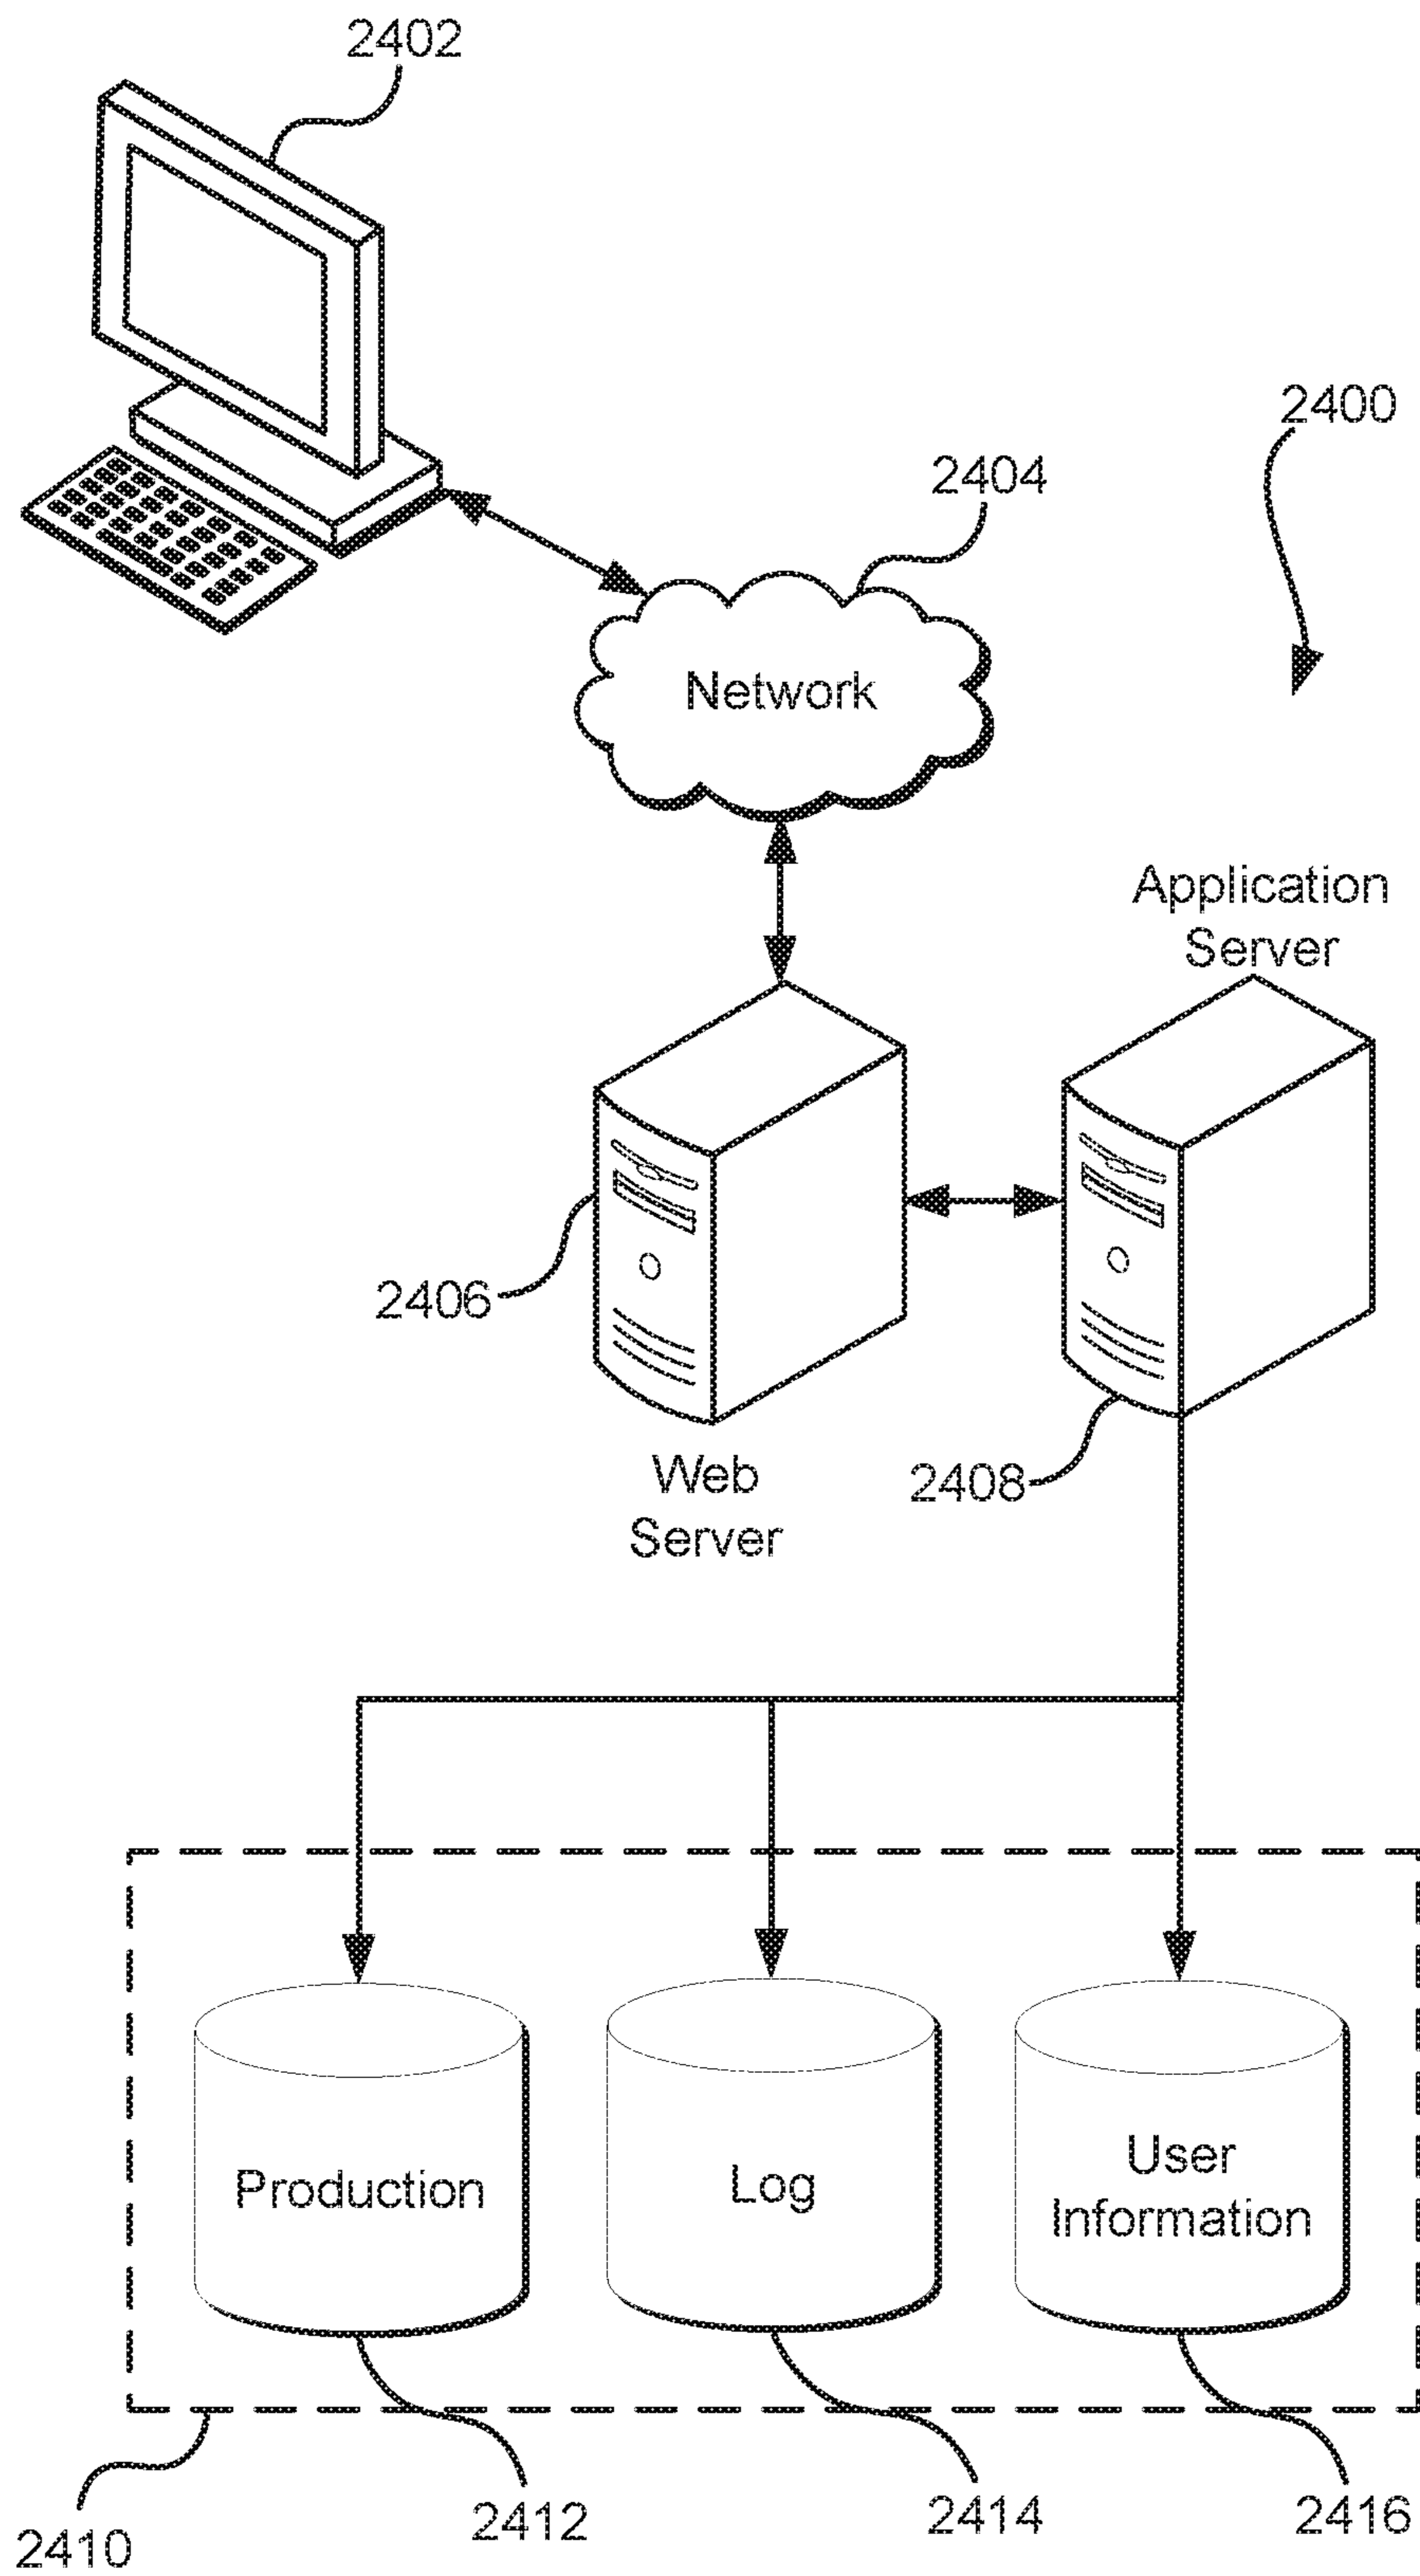 2402
2400
2404
Network
Application
Server
2406
Web
Server
2408
Production
Log
User
Information
2410
2412
2414
2416